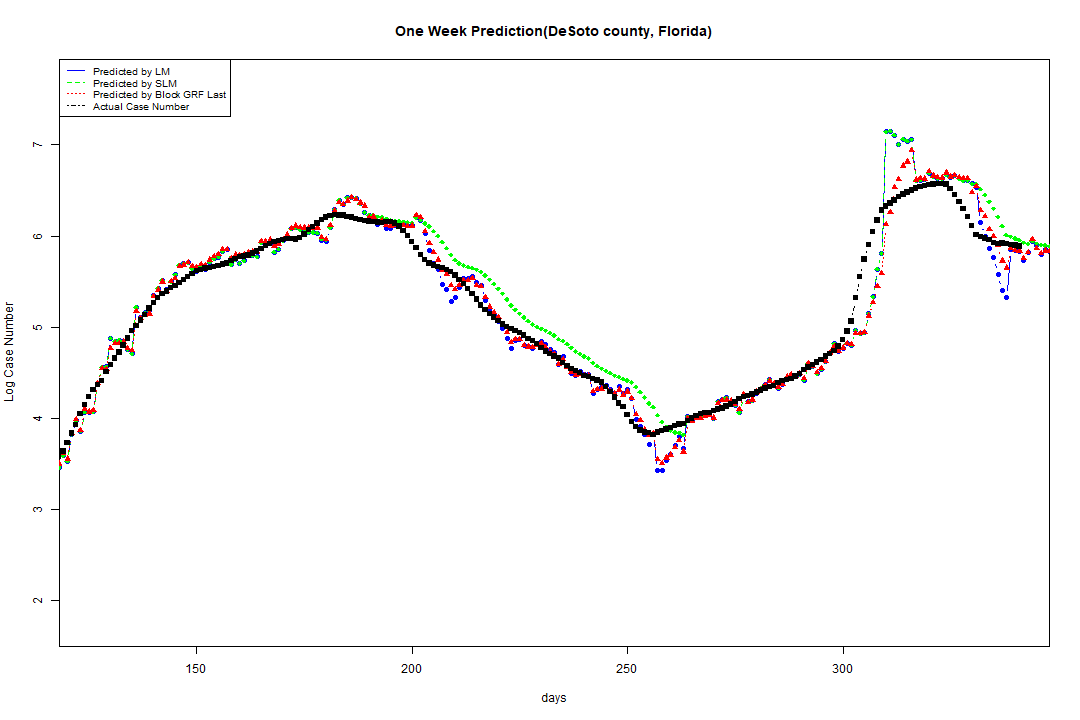 One Week Prediction(DeSoto county, Florida)
Predicted by LM
Predicted by SLM
Predicted by Block GRF Last
Actual Case Number
7
6
5
4
3
2
Log Case Number
150 200 250 300
days